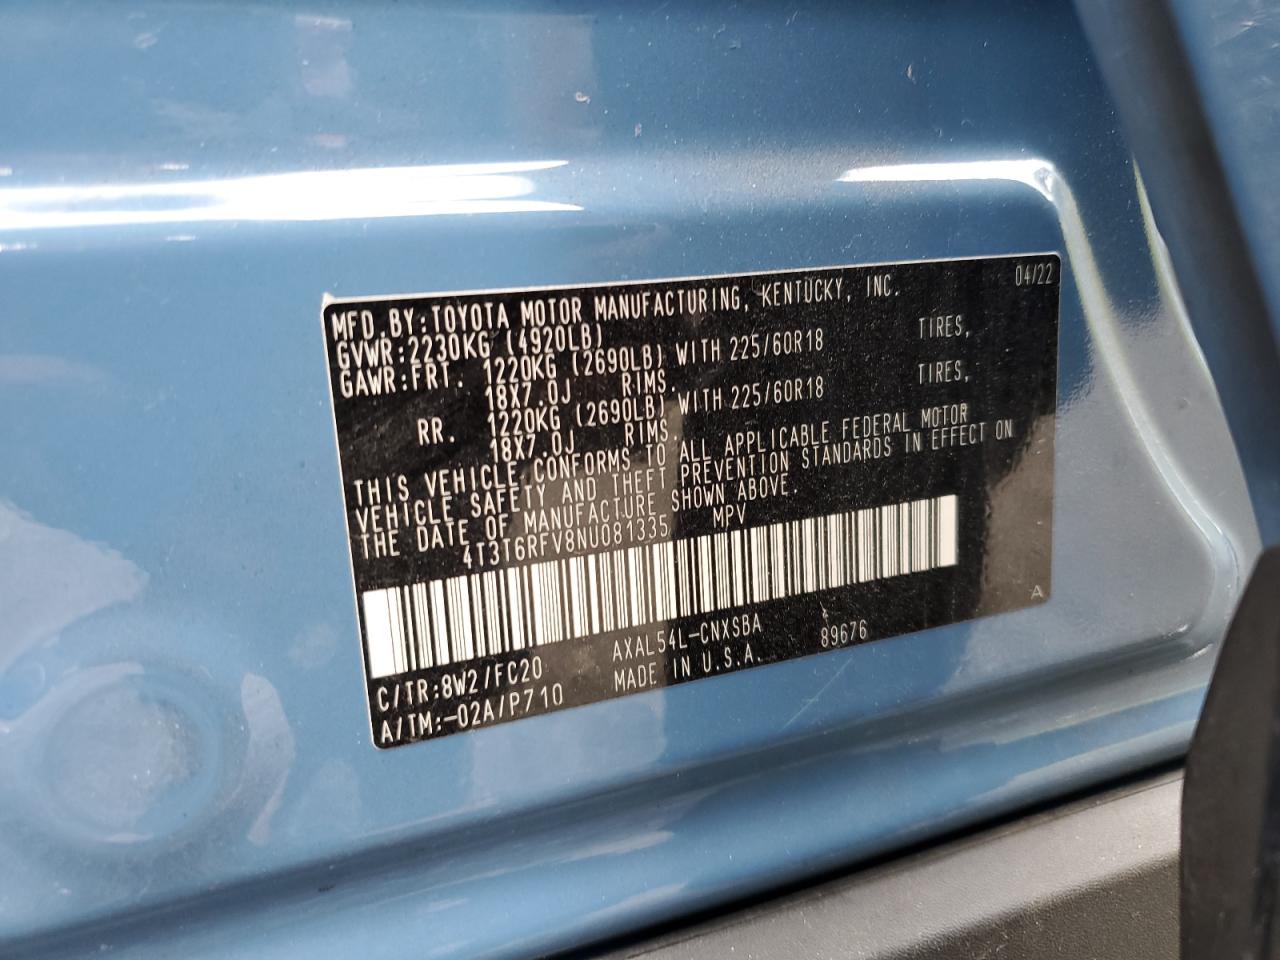 MFD. BY: TOYOTA MOTOR MANUFACTURING, KENTUCKY, INC. 04/22
GVWR: 2230KG (4920LB)
GAWR: FRT. 1220KG (2690LB) WITH 225/60R18 TIRES,
18X7.0J RIMS.
RR. 1220KG (2690LB) WITH 225/60R18 TIRES,
18X7.0J RIMS.
THIS VEHICLE CONFORMS TO ALL APPLICABLE FEDERAL MOTOR
VEHICLE SAFETY AND THEFT PREVENTION STANDARDS IN EFFECT ON
THE DATE OF MANUFACTURE SHOWN ABOVE.
4T3T6RFV8NU081335 MPV
C/TR:8W2/FC20 AXAL54L-CNXSBA 89676 A
A/TM:-02A/P710 MADE IN U.S.A.